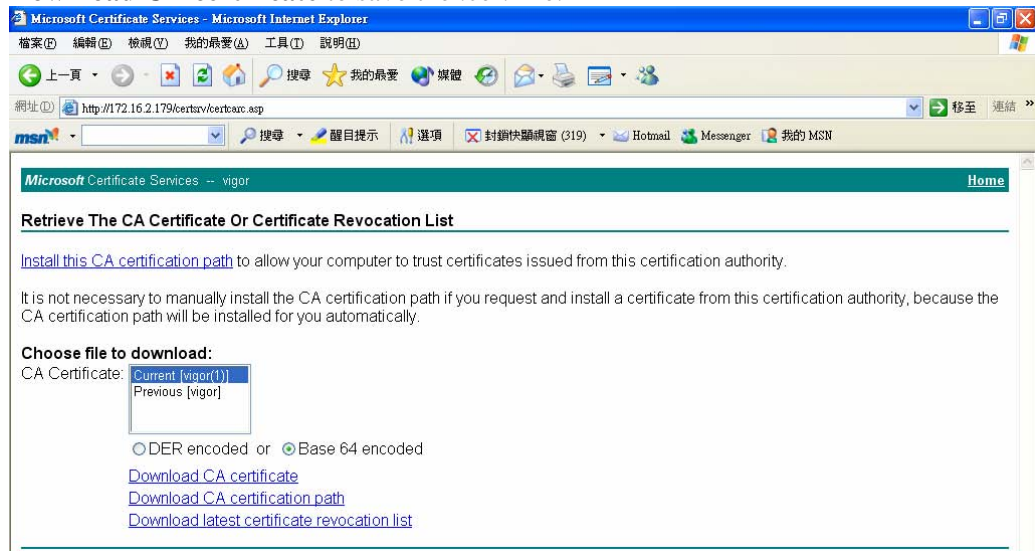 Microsoft Certificate Services - Microsoft Internet Explorer
檔案(F) 編輯(E) 檢視(V) 我的最愛(A) 工具(T) 說明(H)
上一頁 搜尋 我的最愛 媒體
網址(D) http://172.16.2.179/certsrv/certcarc.asp 移至 連結 »
msn 搜尋 醒目提示 選項 封鎖快顯視窗 (319) Hotmail Messenger 我的 MSN
Microsoft Certificate Services -- vigor Home
Retrieve The CA Certificate Or Certificate Revocation List
Install this CA certification path to allow your computer to trust certificates issued from this certification authority.
It is not necessary to manually install the CA certification path if you request and install a certificate from this certification authority, because the
CA certification path will be installed for you automatically.
Choose file to download:
CA Certificate: Current [vigor(1)]
Previous [vigor]
DER encoded or Base 64 encoded
Download CA certificate
Download CA certification path
Download latest certificate revocation list